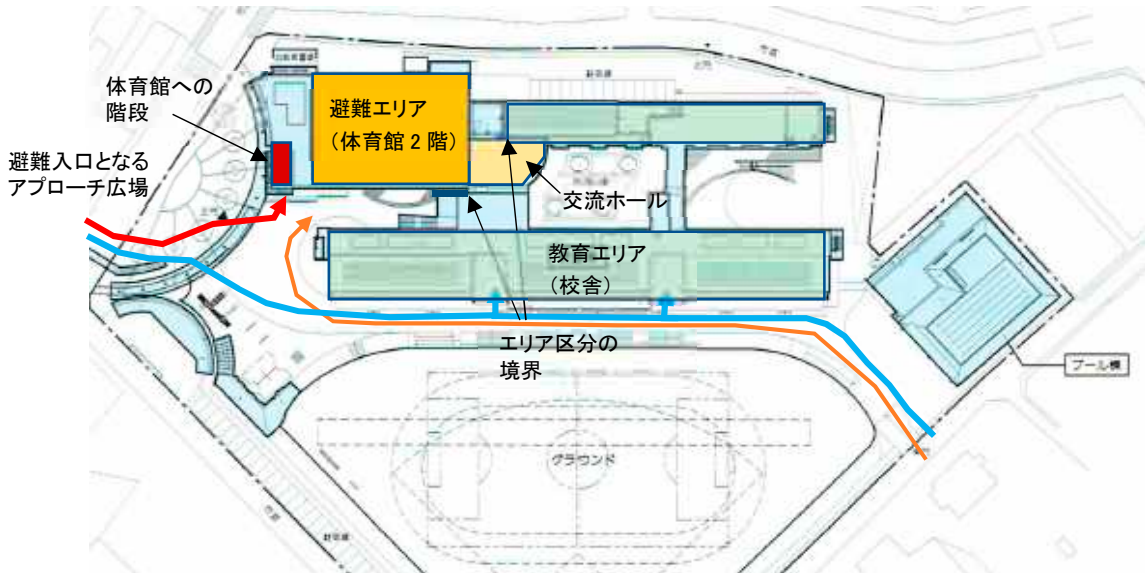 体育館への
階段
避難入口となる
アプローチ広場
避難エリア
(体育館2階)
交流ホール
教育エリア
(校舎)
エリア区分の
境界
プール棟
グラウンド
駐車場